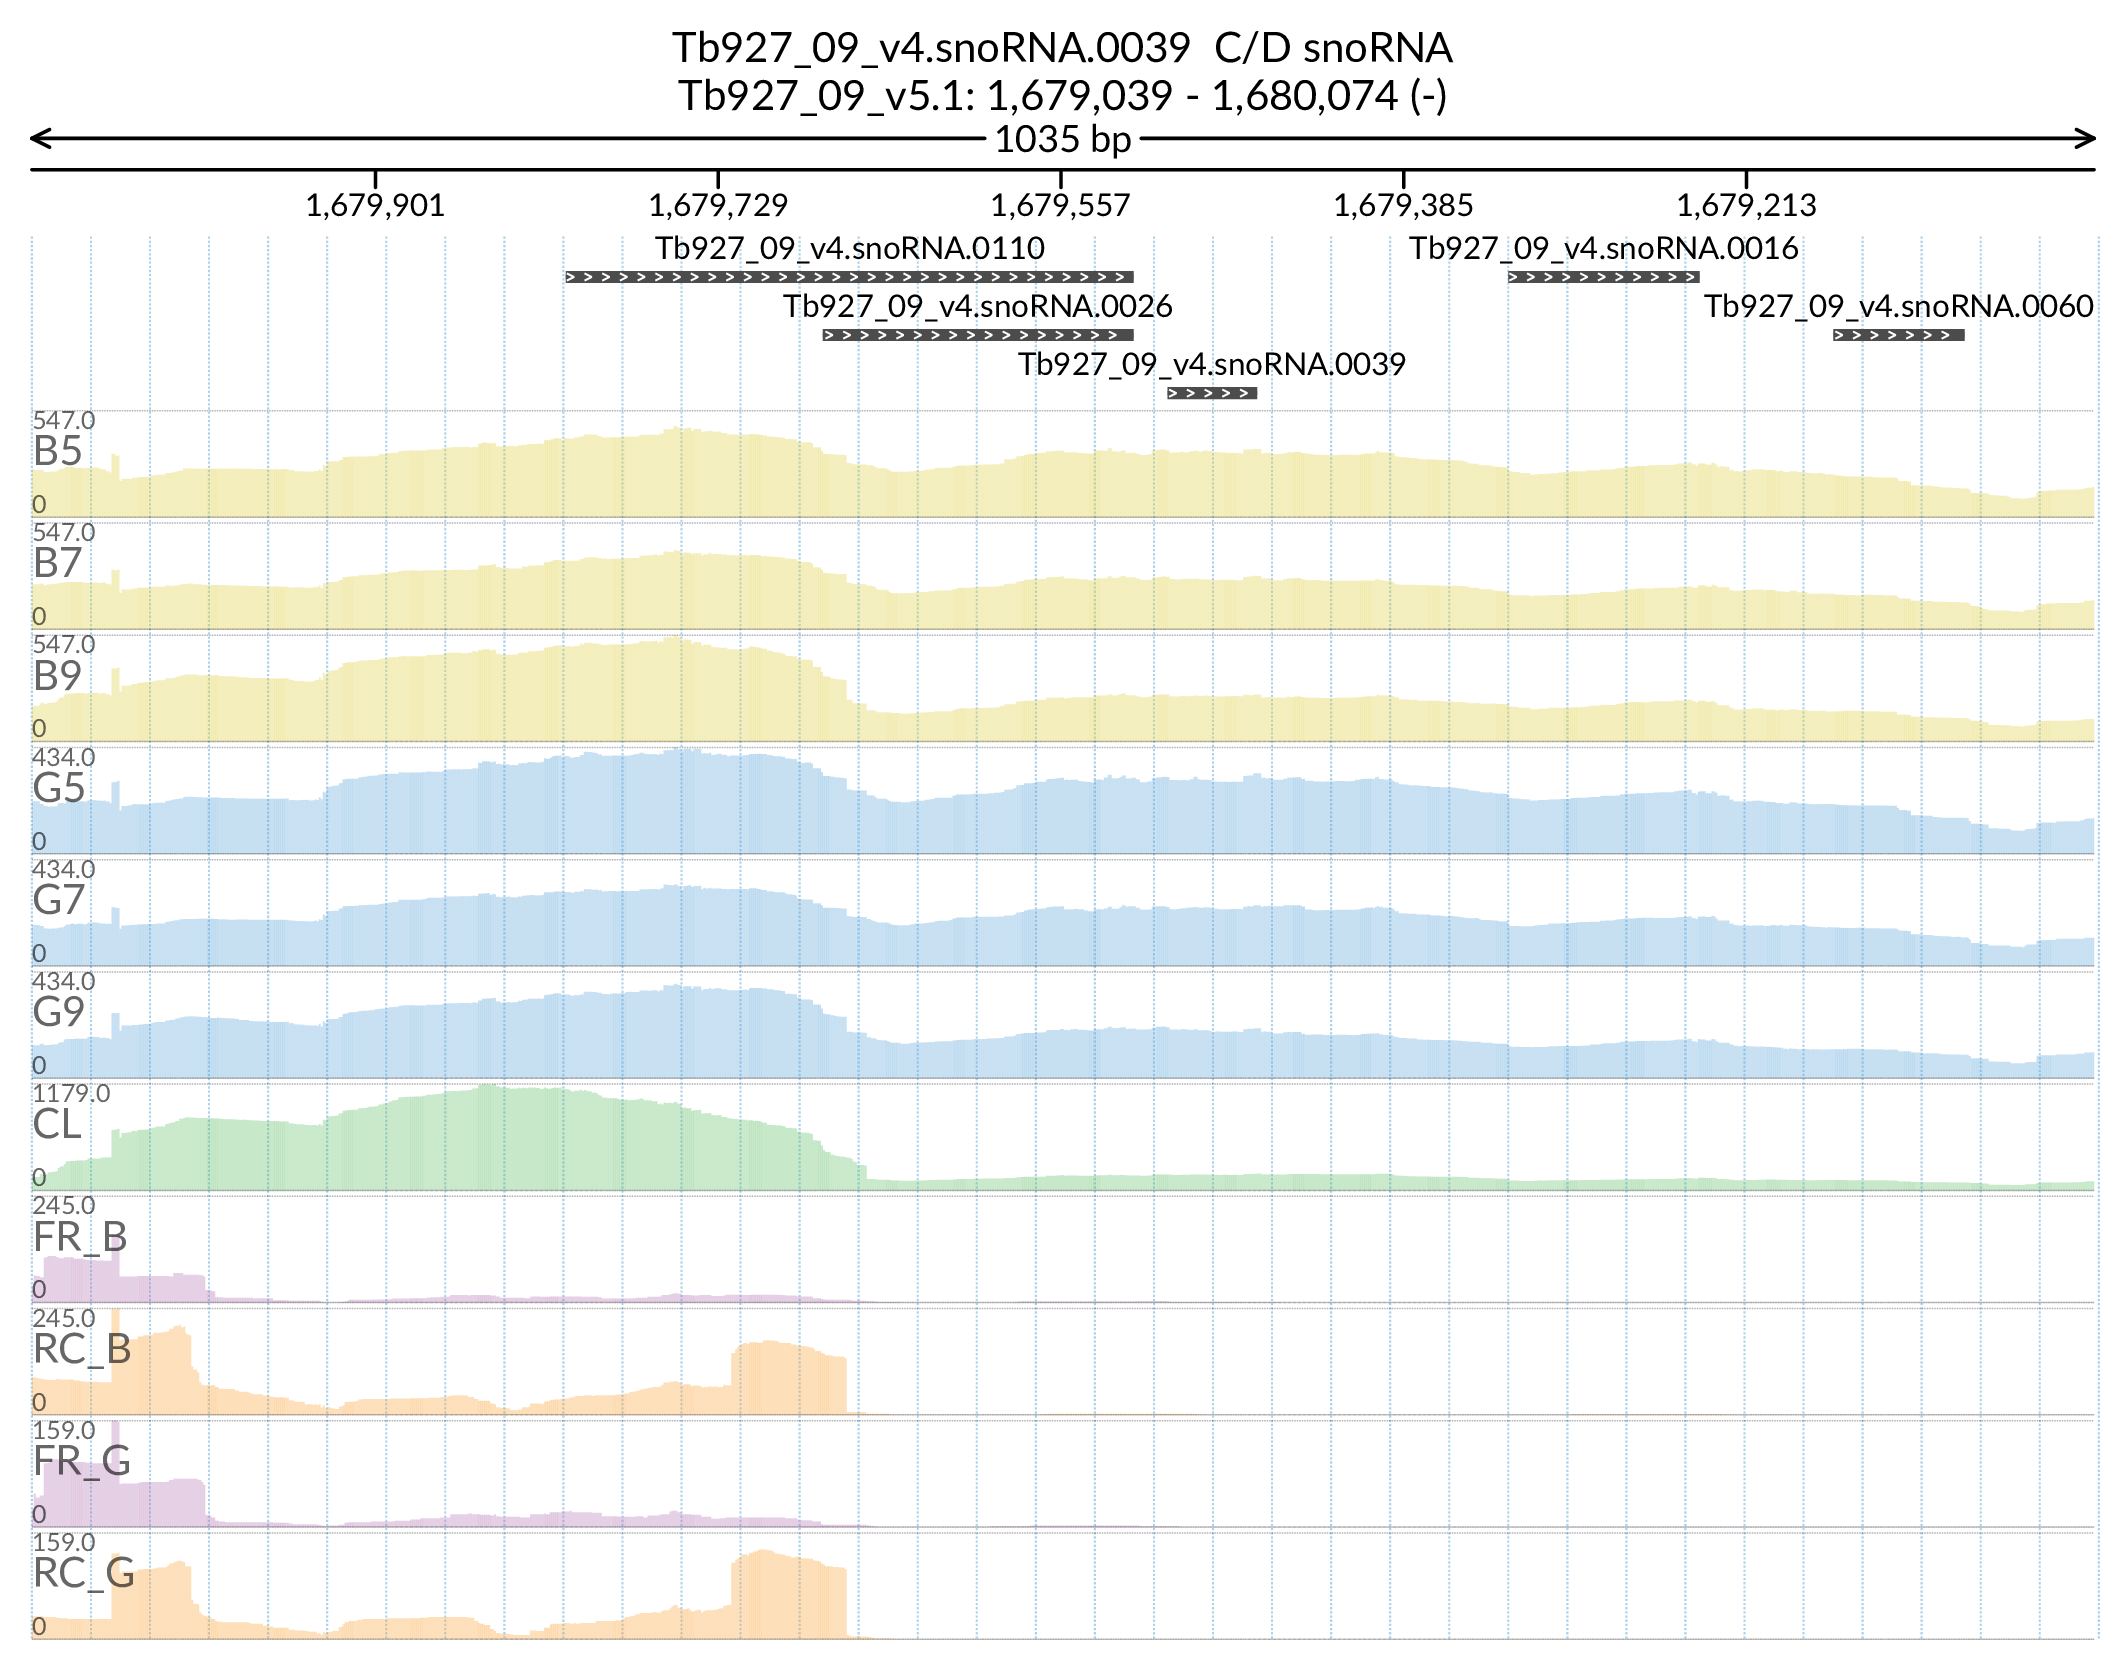 Tb927_09_v4.snoRNA.0039  C/D snoRNA
Tb927_09_v5.1: 1,679,039 - 1,680,074 (-)
1035 bp
1,679,901 1,679,729 1,679,557 1,679,385 1,679,213
Tb927_09_v4.snoRNA.0110 Tb927_09_v4.snoRNA.0016
Tb927_09_v4.snoRNA.0026 Tb927_09_v4.snoRNA.0060
Tb927_09_v4.snoRNA.0039
547.0
B5
0
547.0
B7
0
547.0
B9
0
434.0
G5
0
434.0
G7
0
434.0
G9
0
1179.0
CL
0
245.0
FR_B
0
245.0
RC_B
0
159.0
FR_G
0
159.0
RC_G
0